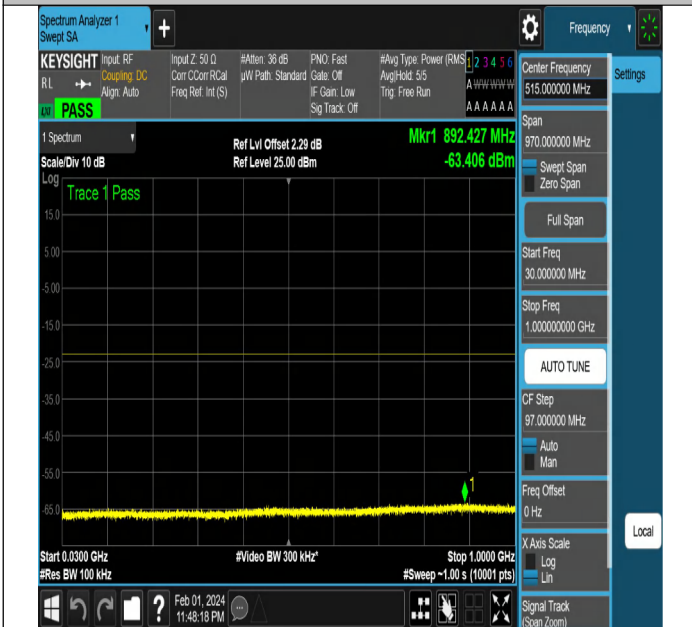 Spectrum Analyzer 1
Swept SA
Frequency
KEYSIGHT
RL
LXI
PASS
Input: RF
Coupling: DC
Align: Auto
Input Z: 50 Ω
Corr CCorr RCal
Freq Ref: Int (S)
#Atten: 36 dB
µW Path: Standard
PNO: Fast
Gate: Off
IF Gain: Low
Sig Track: Off
#Avg Type: Power (RMS
Avg|Hold: 5/5
Trig: Free Run
1 2 3 4 5 6
A W W W W W
A A A A A A
1 Spectrum
Scale/Div 10 dB
Ref Lvl Offset 2.29 dB
Ref Level 25.00 dBm
Mkr1 892.427 MHz
-63.406 dBm
Log
Trace 1 Pass
15.0
5.00
-5.00
-15.0
-25.0
-35.0
-45.0
-55.0
-65.0
1
Start 0.0300 GHz
#Res BW 100 kHz
#Video BW 300 kHz*
Stop 1.0000 GHz
#Sweep ~1.00 s (10001 pts)
?
Feb 01, 2024
11:48:18 PM
Center Frequency
515.000000 MHz
Span
970.000000 MHz
Swept Span
Zero Span
Full Span
Start Freq
30.000000 MHz
Stop Freq
1.000000000 GHz
AUTO TUNE
CF Step
97.000000 MHz
Auto
Man
Freq Offset
0 Hz
X Axis Scale
Log
Lin
Signal Track
(Span Zoom)
Settings
Local